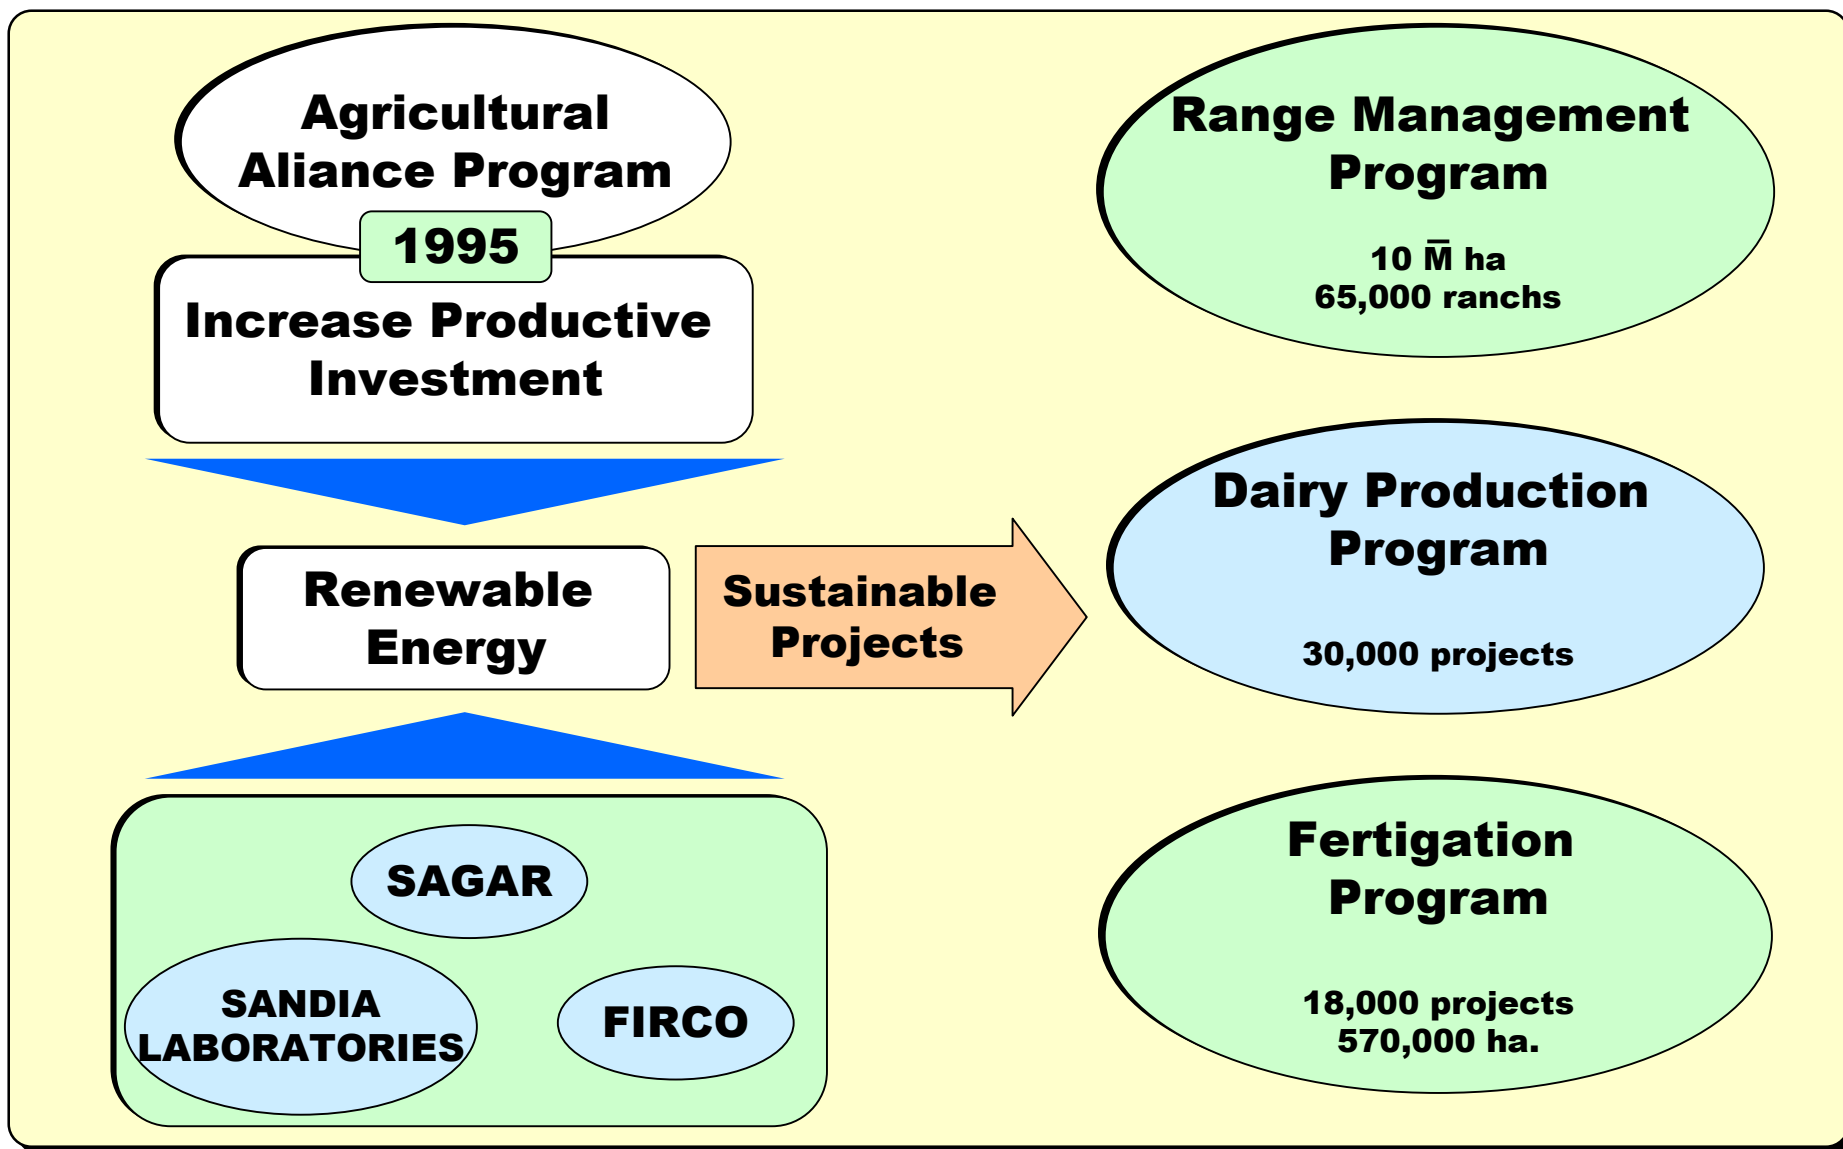 Agricultural
Aliance Program
1995
Increase Productive
Investment
Renewable
Energy
Sustainable
Projects
SAGAR
SANDIA
LABORATORIES
FIRCO
Range Management
Program
10 M̅ ha
65,000 ranchs
Dairy Production
Program
30,000 projects
Fertigation
Program
18,000 projects
570,000 ha.